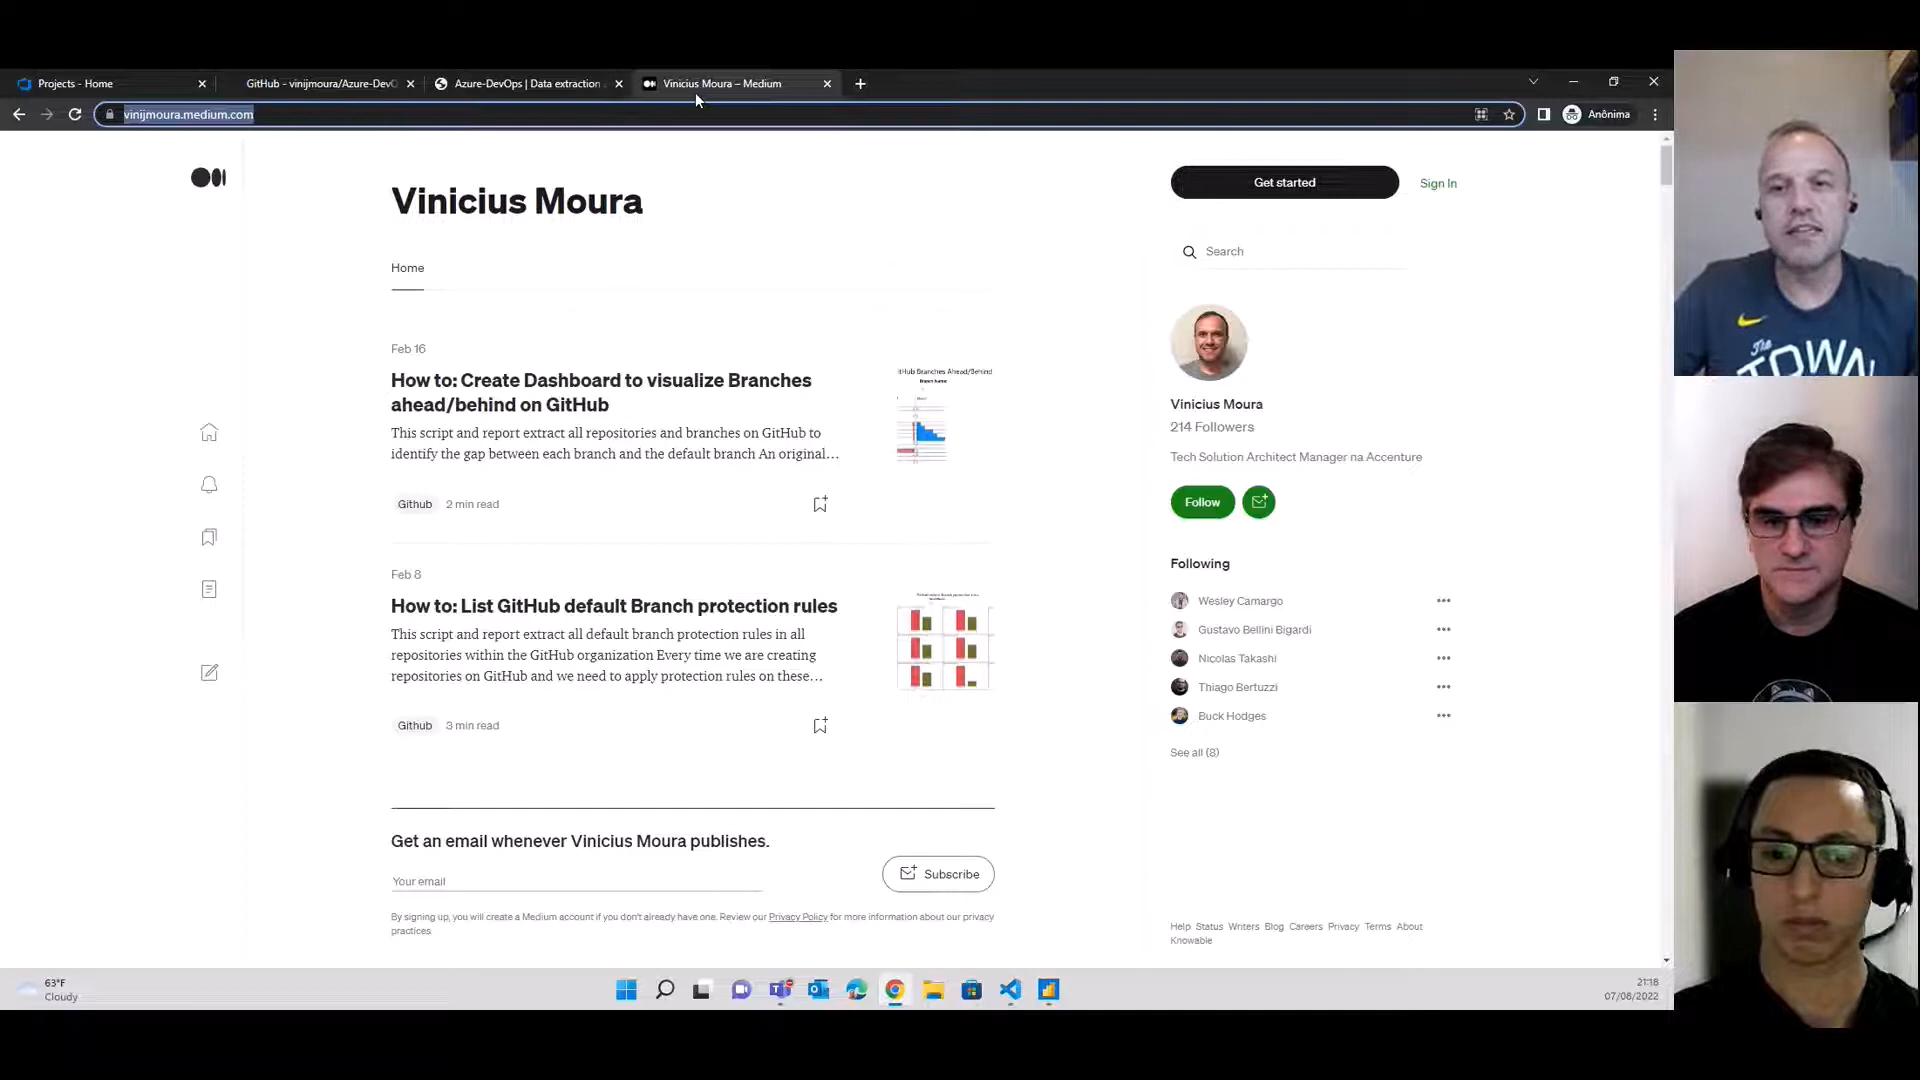 Projects - Home
GitHub - vinijmoura/Azure-DevO
Azure-DevOps | Data extraction
Vinicius Moura – Medium
vinijmoura.medium.com
Anônima
Vinicius Moura
Get started
Sign In
Search
Home
Feb 16
How to: Create Dashboard to visualize Branches
ahead/behind on GitHub
This script and report extract all repositories and branches on GitHub to
identify the gap between each branch and the default branch An original...
Github 2 min read
Vinicius Moura
214 Followers
Tech Solution Architect Manager na Accenture
Follow
Feb 8
How to: List GitHub default Branch protection rules
This script and report extract all default branch protection rules in all
repositories within the GitHub organization Every time we are creating
repositories on GitHub and we need to apply protection rules on these...
Github 3 min read
Following
Wesley Camargo
Gustavo Bellini Bigardi
Nicolas Takashi
Thiago Bertuzzi
Buck Hodges
See all (8)
Get an email whenever Vinicius Moura publishes.
Your email
Subscribe
By signing up, you will create a Medium account if you don't already have one. Review our Privacy Policy for more information about our privacy
practices.
Help Status Writers Blog Careers Privacy Terms About
Knowable
63°F
Cloudy
21:18
07/06/2022
The
TOWN